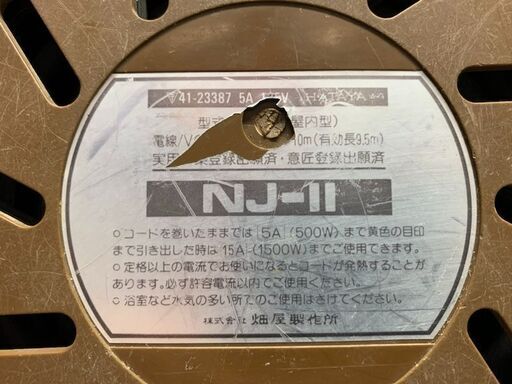 41-23387 5A 125V HATAYA
型式 屋内型)
電線/V 10m(有効長9.5m)
実用 案登録出願済・意匠登録出願済
NJ-II
○コードを巻いたままでは 5A (500W)まで黄色の目印
まで引き出した時は 15A (1500W)までご使用できます。
○定格以上の電流でお使いになるとコードが発熱することが
あります。必ず許容電流以内でご使用ください。
○浴室など水気の多い所でのご使用はさけてください。
株式会社 畑屋製作所